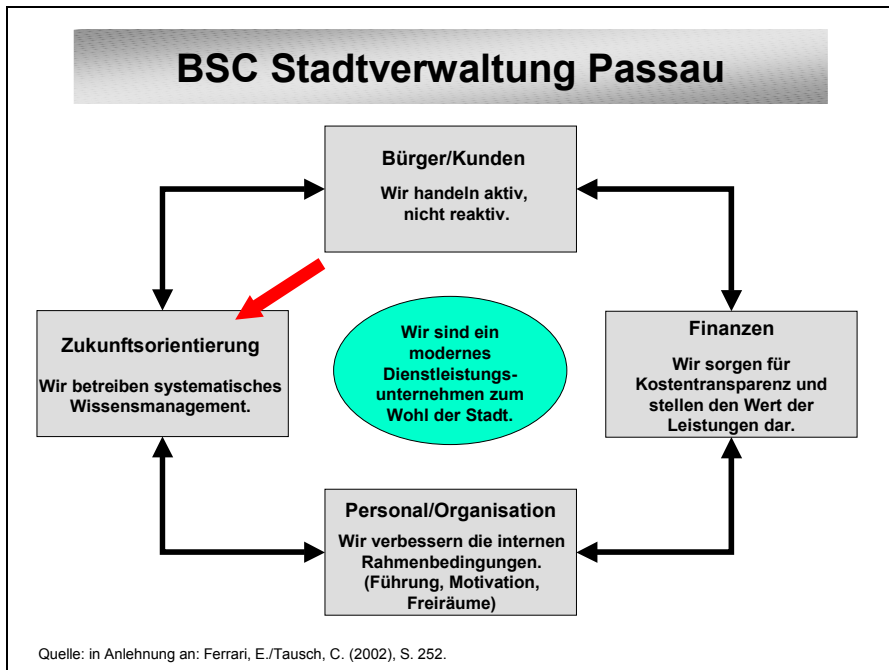 BSC Stadtverwaltung Passau
Bürger/Kunden
Wir handeln aktiv,
nicht reaktiv.
Zukunftsorientierung
Wir betreiben systematisches
Wissensmanagement.
Wir sind ein
modernes
Dienstleistungs-
unternehmen zum
Wohl der Stadt.
Finanzen
Wir sorgen für
Kostentransparenz und
stellen den Wert der
Leistungen dar.
Personal/Organisation
Wir verbessern die internen
Rahmenbedingungen.
(Führung, Motivation,
Freiräume)
Quelle: in Anlehnung an: Ferrari, E./Tausch, C. (2002), S. 252.